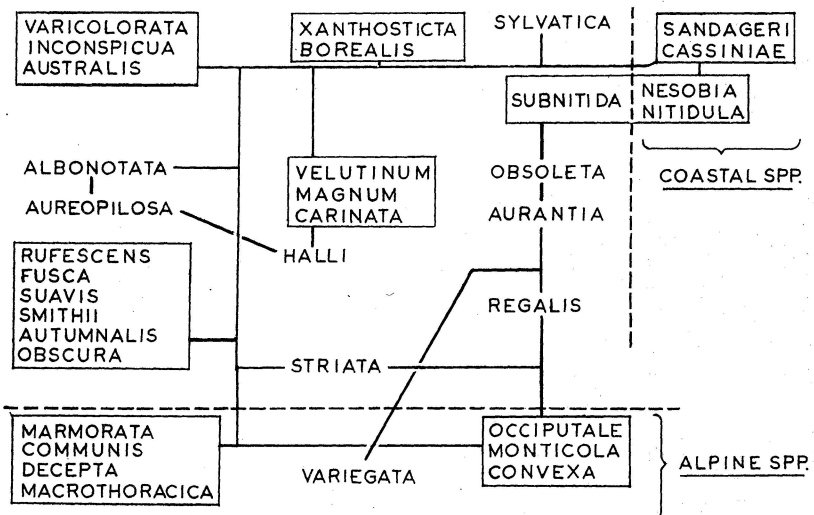 VARICOLORATA
INCONSPICUA
AUSTRALIS
XANTHOSTICTA
BOREALIS
SYLVATICA
SANDAGERI
CASSINIAE
SUBNITIDA
NESOBIA
NITIDULA
COASTAL SPP.
ALBONOTATA
AUREOPILOSA
VELUTINUM
MAGNUM
CARINATA
HALLI
OBSOLETA
AURANTIA
REGALIS
RUFESCENS
FUSCA
SUAVIS
SMITHII
AUTUMNALIS
OBSCURA
STRIATA
MARMORATA
COMMUNIS
DECEPTA
MACROTHORACICA
VARIEGATA
OCCIPUTALE
MONTICOLA
CONVEXA
ALPINE SPP.